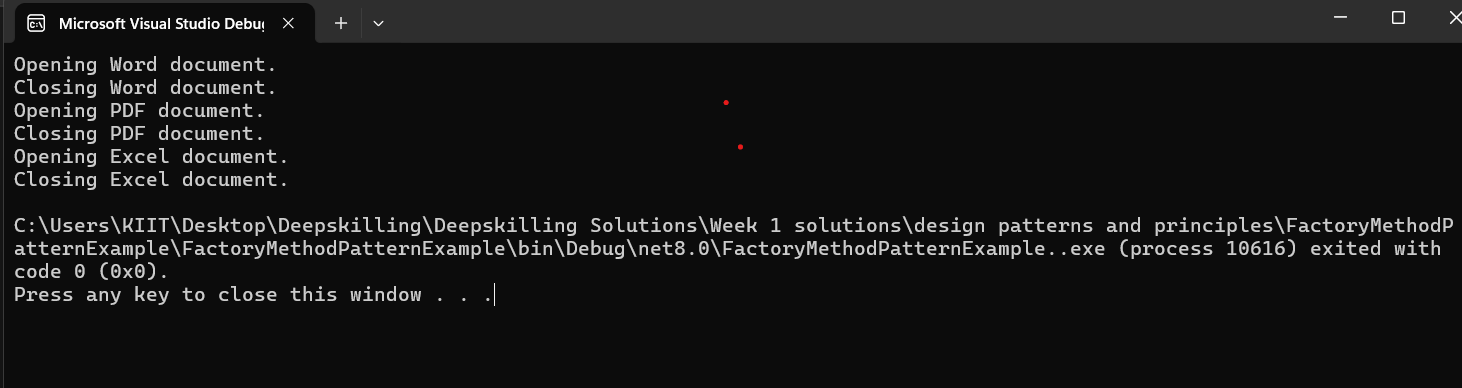 Microsoft Visual Studio Debug
Opening Word document.
Closing Word document.
Opening PDF document.
Closing PDF document.
Opening Excel document.
Closing Excel document.
C:\Users\KIIT\Desktop\Deepskilling\Deepskilling Solutions\Week 1 solutions\design patterns and principles\FactoryMethodP
atternExample\FactoryMethodPatternExample\bin\Debug\net8.0\FactoryMethodPatternExample..exe (process 10616) exited with
code 0 (0x0).
Press any key to close this window . . .